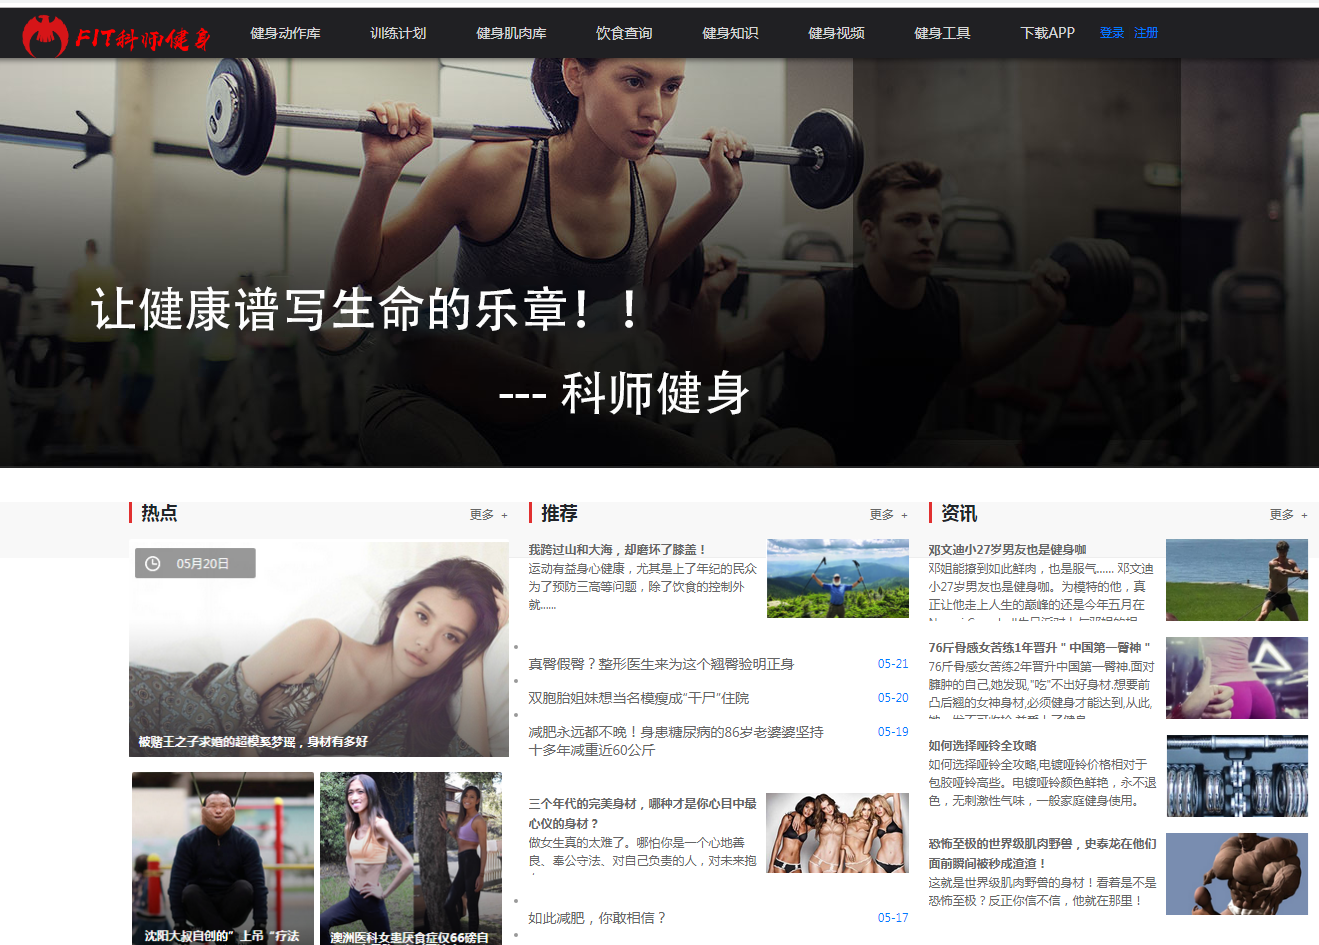 FIT科师健身
健身动作库 训练计划 健身肌肉库 饮食查询 健身知识 健身视频 健身工具 下载APP 登录 注册
让健康谱写生命的乐章！！
--- 科师健身
热点 更多 +
05月20日
被赌王之子求婚的超模奚梦瑶，身材有多好
沈阳大叔自创的”上吊“疗法
澳洲医科女患厌食症仅66磅自
推荐 更多 +
我跨过山和大海，却磨坏了膝盖！
运动有益身心健康，尤其是上了年纪的民众
为了预防三高等问题，除了饮食的控制外
就......
真臀假臀？整形医生来为这个翘臀验明正身 05-21
双胞胎姐妹想当名模瘦成“干尸”住院 05-20
减肥永远都不晚！身患糖尿病的86岁老婆婆坚持 05-19
十多年减重近60公斤
三个年代的完美身材，哪种才是你心目中最
心仪的身材？
做女生真的太难了。哪怕你是一个心地善
良、奉公守法、对自己负责的人，对未来抱
如此减肥，你敢相信？ 05-17
资讯 更多 +
邓文迪小27岁男友也是健身咖
邓姐能撩到如此鲜肉，也是服气...... 邓文迪
小27岁男友也是健身咖。为模特的他，真
正让他走上人生的巅峰的还是今年五月在
76斤骨感女苦练1年晋升＂中国第一臀神＂
76斤骨感女苦练2年晋升中国第一臀神,面对
臃肿的自己,她发现,"吃"不出好身材,想要前
凸后翘的女神身材,必须健身才能达到,从此,
如何选择哑铃全攻略
如何选择哑铃全攻略,电镀哑铃价格相对于
包胶哑铃高些。电镀哑铃颜色鲜艳，永不退
色，无刺激性气味，一般家庭健身使用。
恐怖至极的世界级肌肉野兽，史泰龙在他们
面前瞬间被秒成渣渣！
这就是世界级肌肉野兽的身材！看着是不是
恐怖至极？反正你信不信，他就在那里！